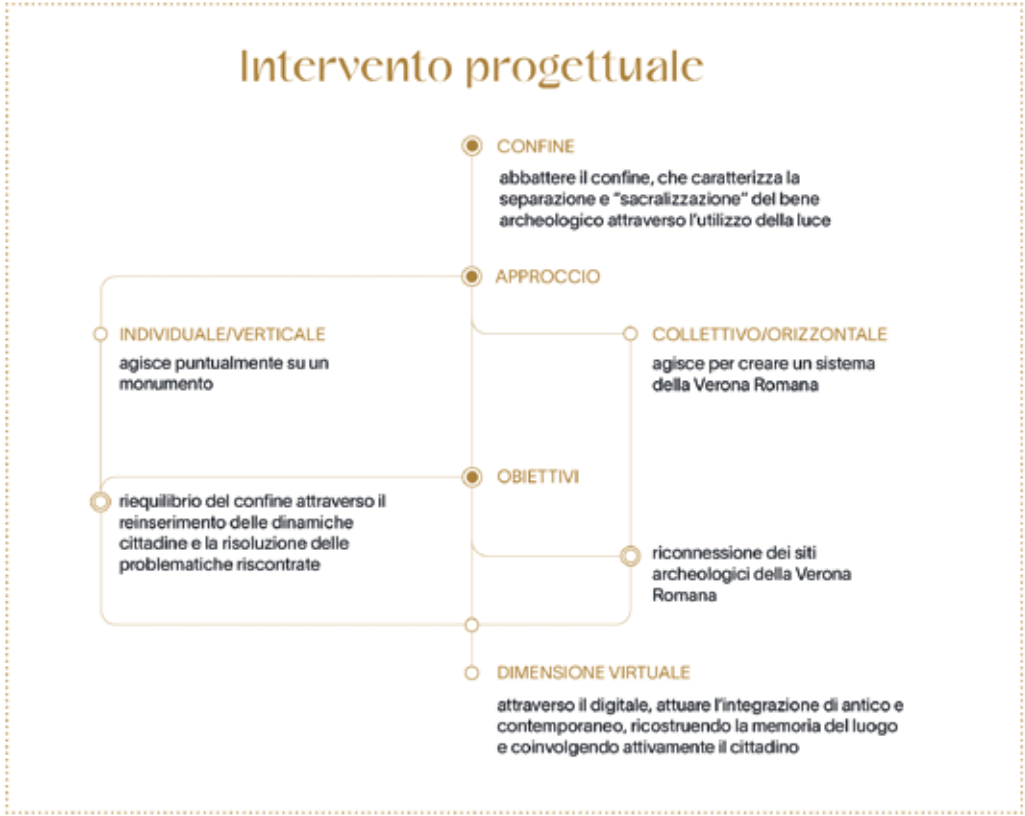 Intervento progettuale
CONFINE
abbattere il confine, che caratterizza la
separazione e “sacralizzazione” del bene
archeologico attraverso l’utilizzo della luce
APPROCCIO
INDIVIDUALE/VERTICALE
agisce puntualmente su un
monumento
COLLETTIVO/ORIZZONTALE
agisce per creare un sistema
della Verona Romana
OBIETTIVI
riequilibrio del confine attraverso il
reinserimento delle dinamiche
cittadine e la risoluzione delle
problematiche riscontrate
riconnessione dei siti
archeologici della Verona
Romana
DIMENSIONE VIRTUALE
attraverso il digitale, attuare l’integrazione di antico e
contemporaneo, ricostruendo la memoria del luogo
e coinvolgendo attivamente il cittadino